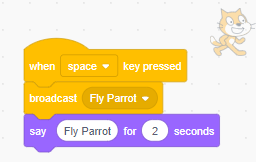 when space key pressed
broadcast Fly Parrot
say Fly Parrot for 2 seconds